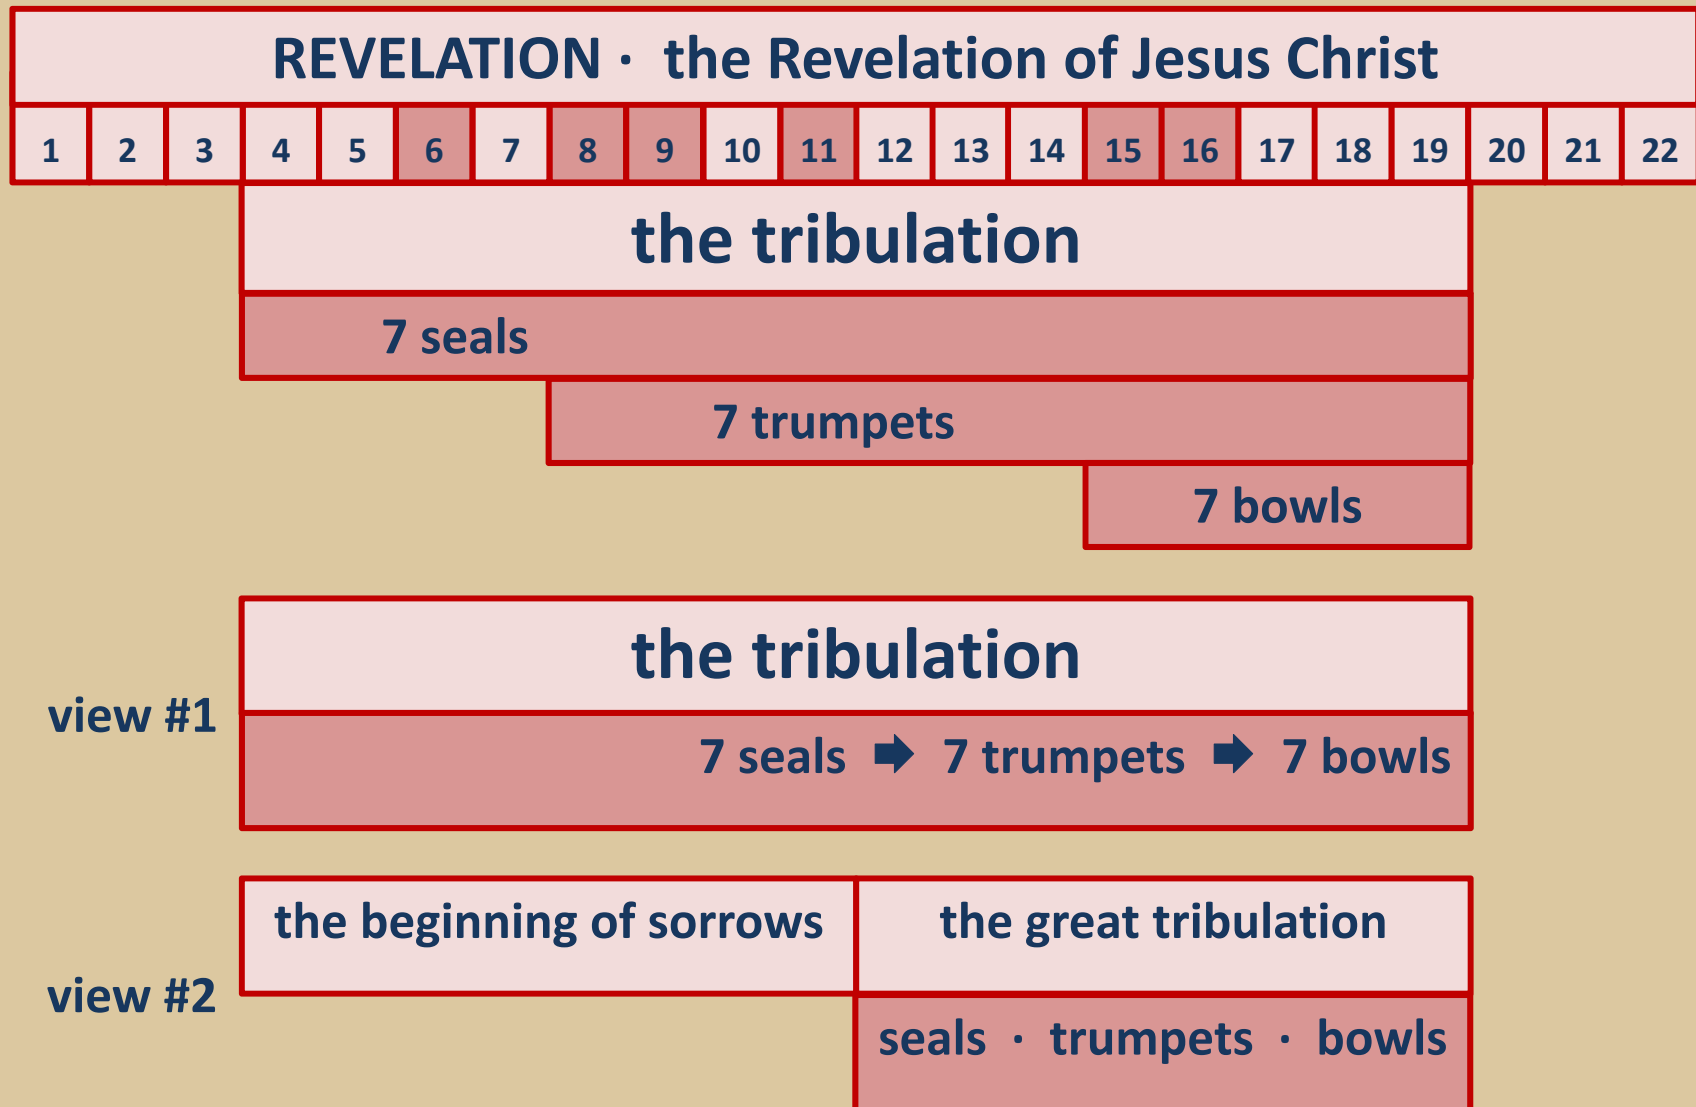 REVELATION · the Revelation of Jesus Christ
1 2 3 4 5 6 7 8 9 10 11 12 13 14 15 16 17 18 19 20 21 22
the tribulation
7 seals
7 trumpets
7 bowls
the tribulation
view #1
7 seals ➡ 7 trumpets ➡ 7 bowls
the beginning of sorrows
the great tribulation
view #2
seals · trumpets · bowls